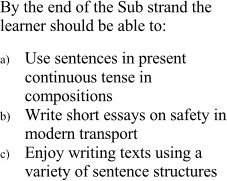 By the end of the Sub strand the
learner should be able to:
a) Use sentences in present
continuous tense in
compositions
b) Write short essays on safety in
modern transport
c) Enjoy writing texts using a
variety of sentence structures